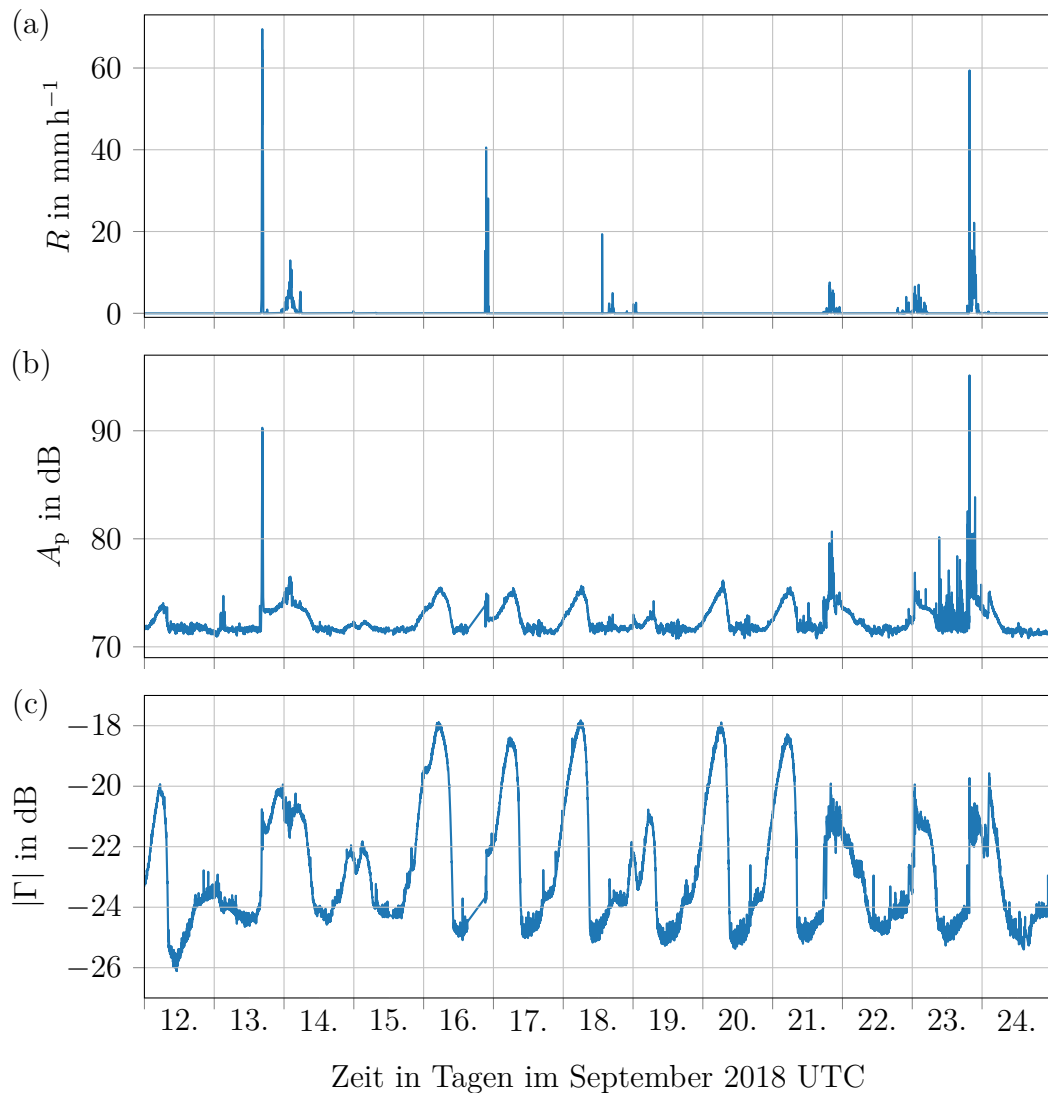 (a)
60
40
20
0
R in mm h⁻¹
(b)
90
80
70
Aₚ in dB
(c)
−18
−20
−22
−24
−26
|Γ| in dB
12. 13. 14. 15. 16. 17. 18. 19. 20. 21. 22. 23. 24.
Zeit in Tagen im September 2018 UTC